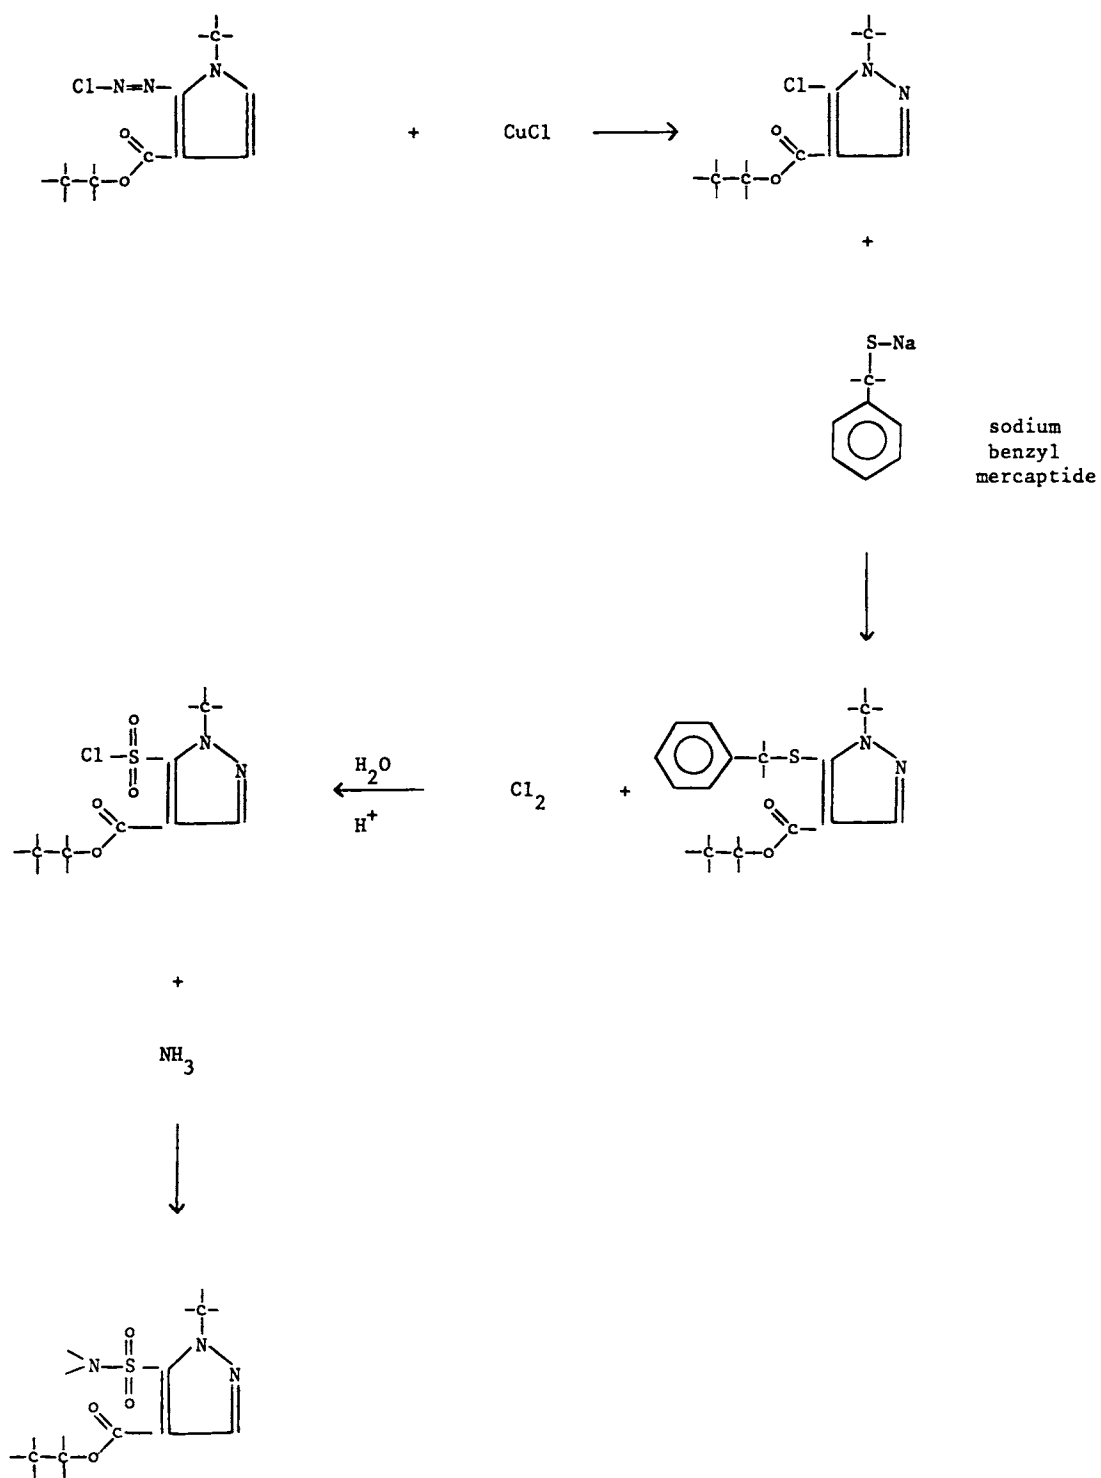 C
N
Cl–N=N
O
C
C–C–O
+
CuCl
C
N
Cl
N
O
C
C–C–O
+
S–Na
C
sodium
benzyl
mercaptide
C
N
N
C–S
O
C
C–C–O
+
Cl2
H2O
H+
C
O
N
Cl–S
N
O
O
C
C–C–O
+
NH3
C
O
N
N–S
N
O
O
C
C–C–O